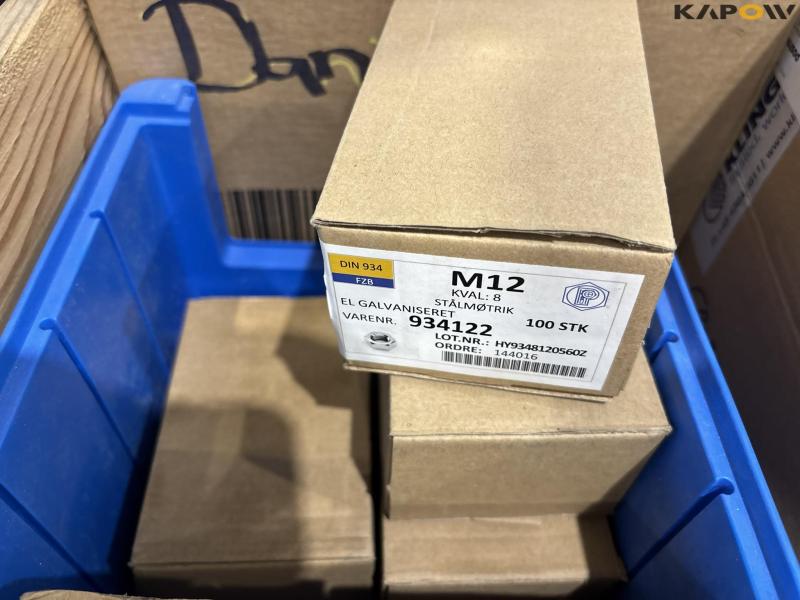 KAPOW
DIN 934
FZB
M12
KVAL: 8
STÅLMØTRIK
EL GALVANISERET
100 STK
VARENR. 934122
LOT.NR.: HY9348120560Z
ORDRE: 144016
KLING